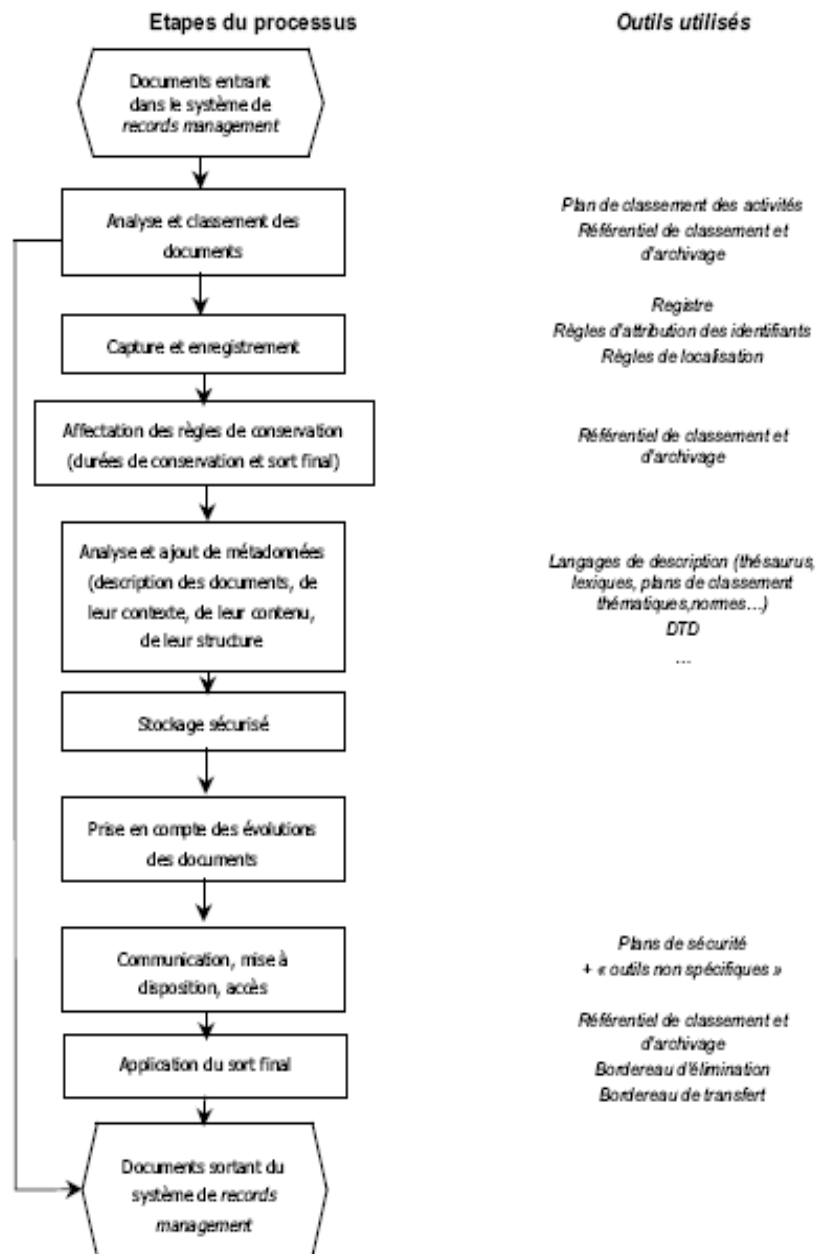 Etapes du processus
Outils utilisés
Documents entrant
dans le système de
records management
Analyse et classement des
documents
Plan de classement des activités
Référentiel de classement et
d'archivage
Capture et enregistrement
Registre
Règles d'attribution des identifiants
Règles de localisation
Affectation des règles de conservation
(durées de conservation et sort final)
Référentiel de classement et
d'archivage
Analyse et ajout de métadonnées
(description des documents, de
leur contexte, de leur contenu,
de leur structure
Langages de description (thésaurus,
lexiques, plans de classement
thématiques,normes…)
DTD
…
Stockage sécurisé
Prise en compte des évolutions
des documents
Communication, mise à
disposition, accès
Plans de sécurité
+ « outils non spécifiques »
Application du sort final
Référentiel de classement et
d'archivage
Bordereau d'élimination
Bordereau de transfert
Documents sortant du
système de records
management